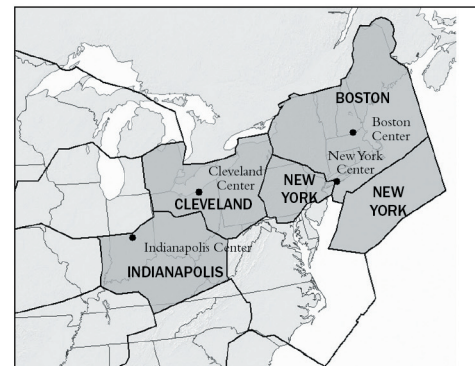 BOSTON
Boston
Center
New York
Center
Cleveland
Center
CLEVELAND
NEW
YORK
NEW
YORK
Indianapolis Center
INDIANAPOLIS